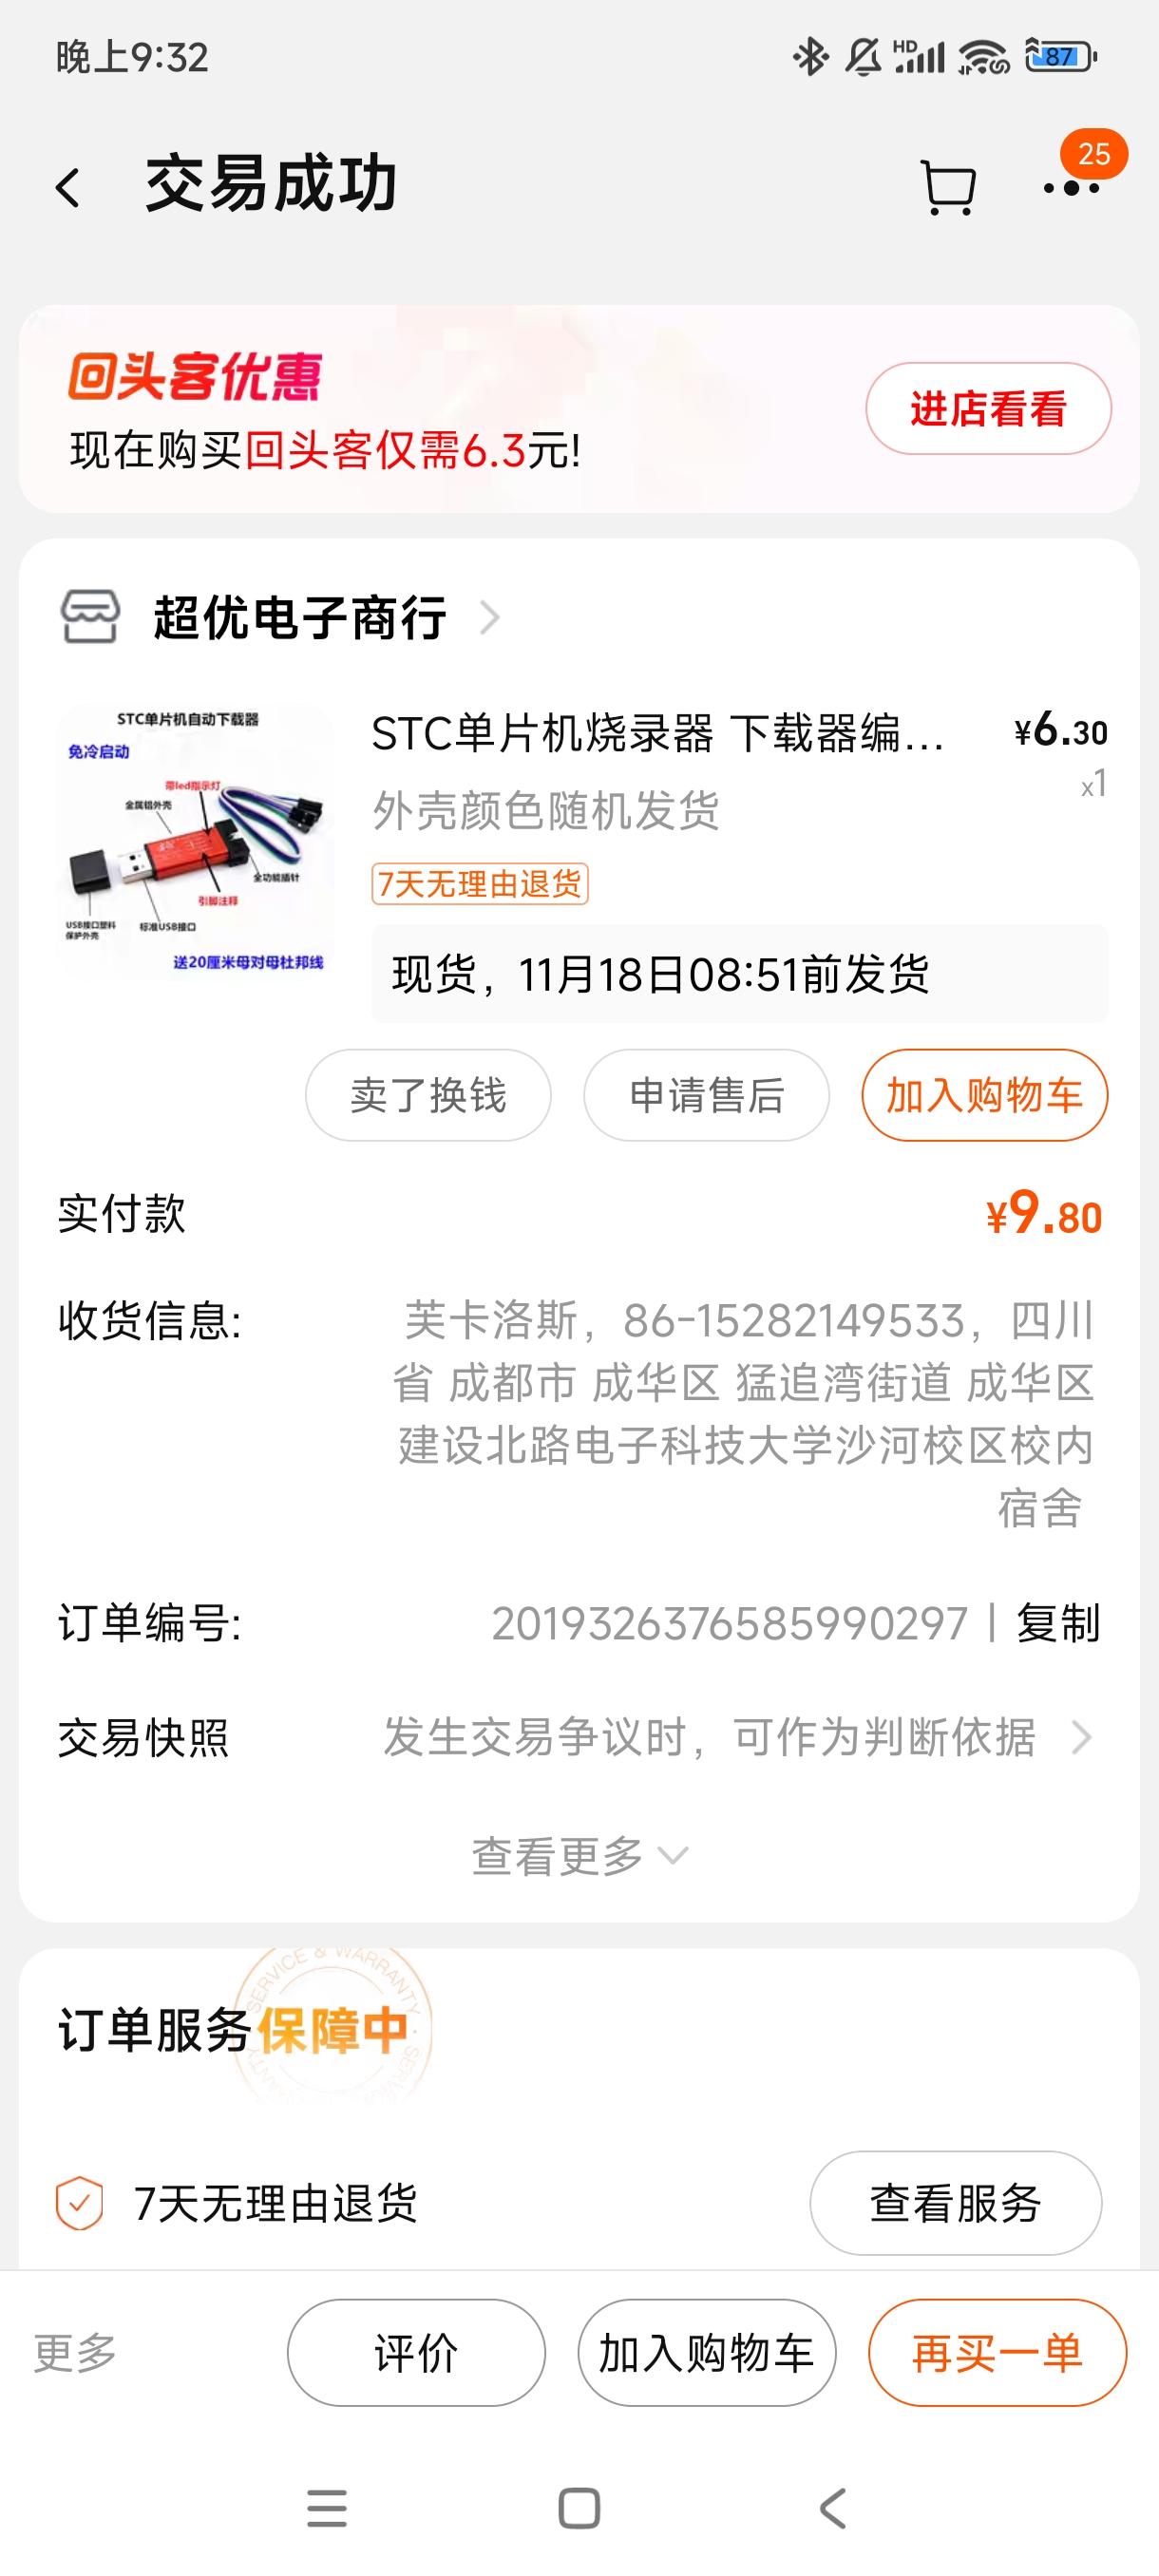 晚上9:32
HD
87
交易成功
25
回头客优惠
现在购买回头客仅需6.3元!
进店看看
超优电子商行
STC单片机自动下载器
免冷启动
带led指示灯
金属铝外壳
全功能插针
引脚注释
USB接口塑料
保护外壳
标准USB接口
送20厘米母对母杜邦线
STC单片机烧录器 下载器编...
¥6.30
外壳颜色随机发货
x1
7天无理由退货
现货，11月18日08:51前发货
卖了换钱
申请售后
加入购物车
实付款
¥9.80
收货信息:
芙卡洛斯，86-15282149533，四川
省 成都市 成华区 猛追湾街道 成华区
建设北路电子科技大学沙河校区校内
宿舍
订单编号:
2019326376585990297 | 复制
交易快照
发生交易争议时，可作为判断依据
查看更多
订单服务保障中
SERVICE & WARRANTY
7天无理由退货
查看服务
更多
评价
加入购物车
再买一单